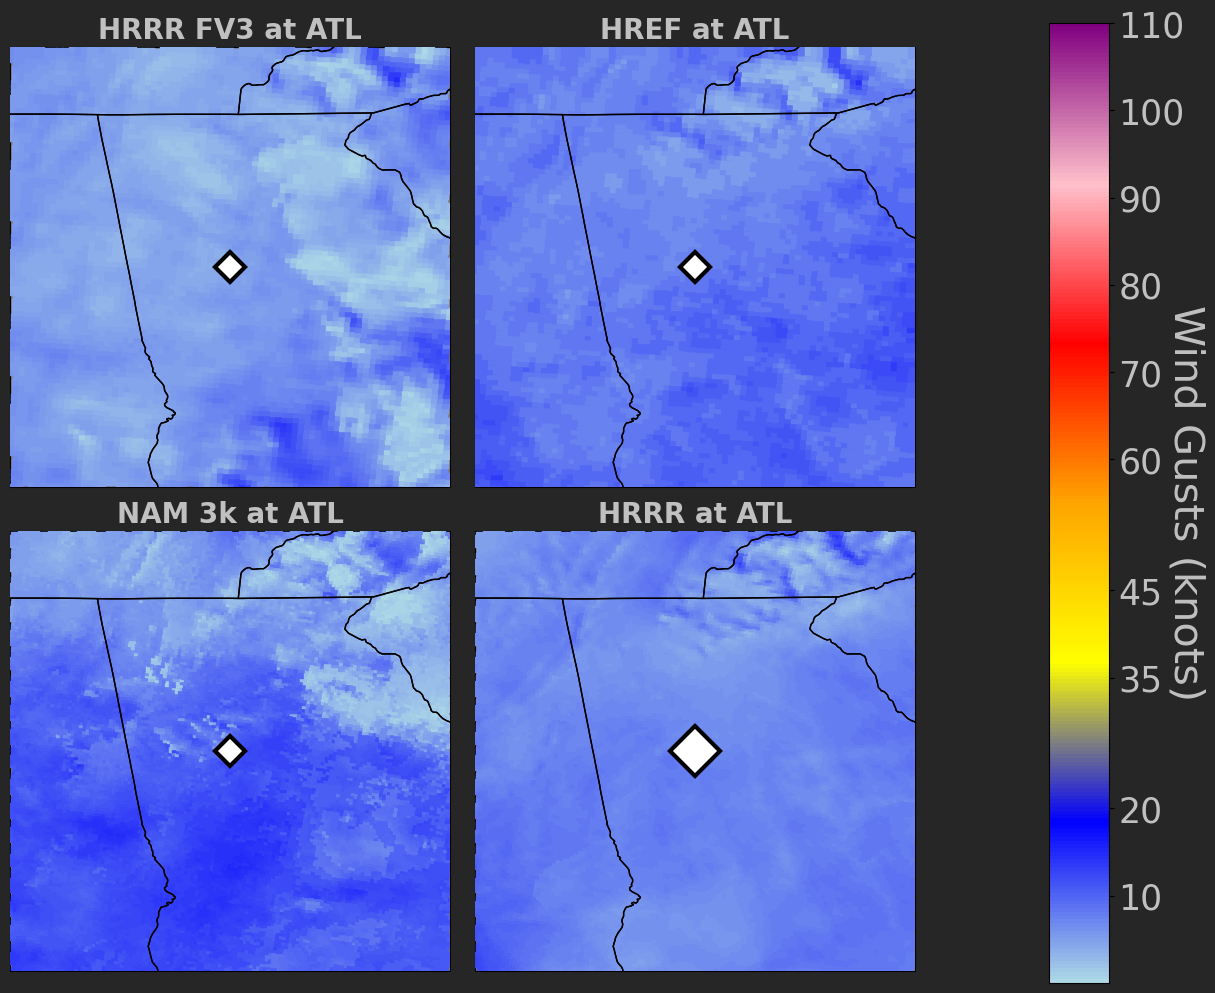 HRRR FV3 at ATL
HREF at ATL
NAM 3k at ATL
HRRR at ATL
110
100
90
80
70
60
45
35
20
10
Wind Gusts (knots)